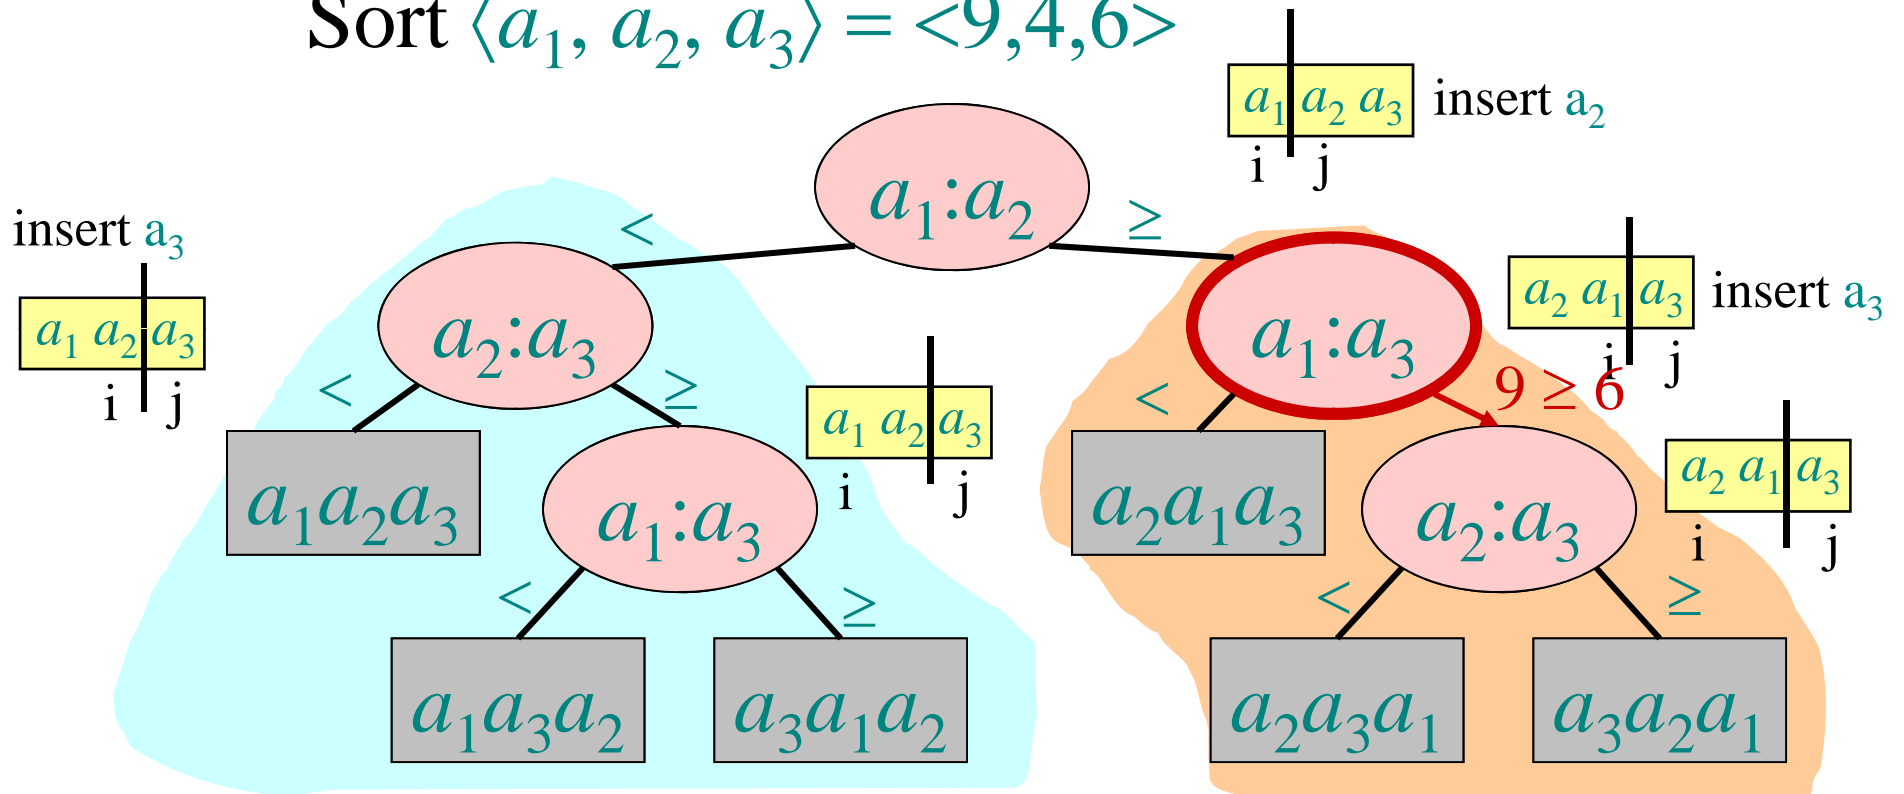 Sort ⟨a₁, a₂, a₃⟩ = <9,4,6>
a₁ a₂ a₃ insert a₂
i j
a₁:a₂
< ≥
insert a₃
a₁ a₂ a₃
i j
a₂:a₃
< ≥
a₁ a₂ a₃
i j
a₁:a₃
a₂ a₁ a₃ insert a₃
i j
< 9 ≥ 6
a₂ a₁ a₃
i j
a₁a₂a₃
a₁:a₃
a₂a₁a₃
a₂:a₃
< ≥
< ≥
a₁a₃a₂
a₃a₁a₂
a₂a₃a₁
a₃a₂a₁